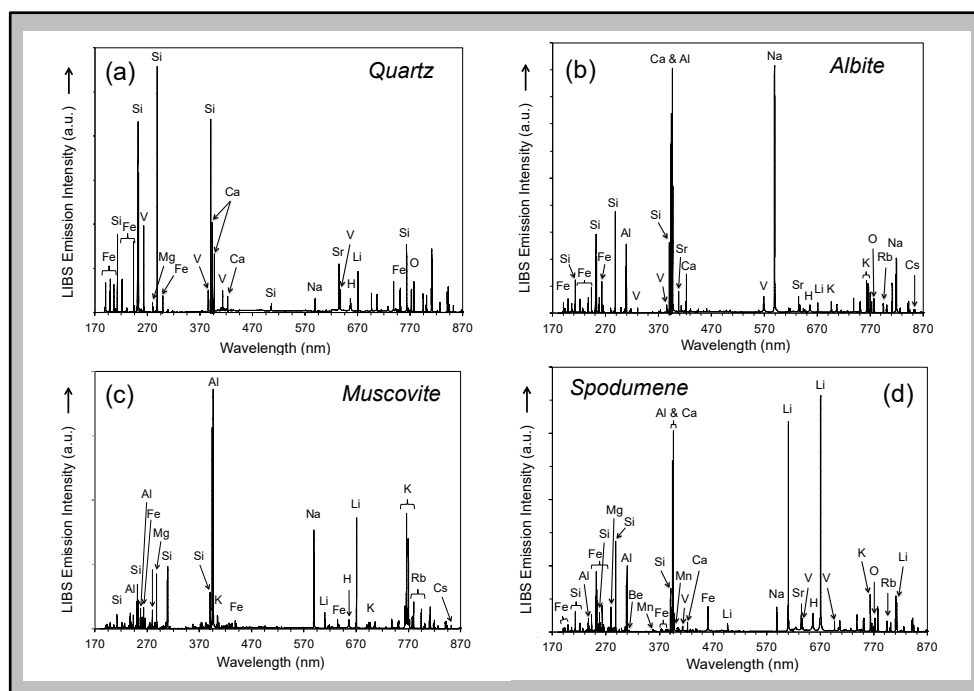 (a)
Quartz
LIBS Emission Intensity (a.u.)
Si
Si
Si
Si
Fe
V
Fe
Mg
Fe
V
V
Ca
Ca
Si
Na
Sr
V
H
Li
Fe
Si
O
170 270 370 470 570 670 770 870
Wavelength (nm)
(b)
Albite
LIBS Emission Intensity (a.u.)
Ca & Al
Na
Si
Si
Al
Si
Fe
Fe
Fe
V
Si
V
Sr
Ca
V
Sr
H
Li
K
K
O
Rb
Na
Cs
170 270 370 470 570 670 770 870
Wavelength (nm)
(c)
Muscovite
LIBS Emission Intensity (a.u.)
Al
Al
Fe
Mg
Si
Si
Al
Si
Si
K
Fe
Na
Li
Fe
H
Li
K
K
Rb
Cs
170 270 370 470 570 670 770 870
Wavelength (nm)
Spodumene
(d)
LIBS Emission Intensity (a.u.)
Al & Ca
Li
Li
Mg
Si
Si
Fe
Al
Si
Al
Fe
Be
Mn
Si
Fe
Mn
V
Ca
Fe
Li
Na
Sr
V
H
V
K
O
Rb
Li
170 270 370 470 570 670 770 870
Wavelength (nm)